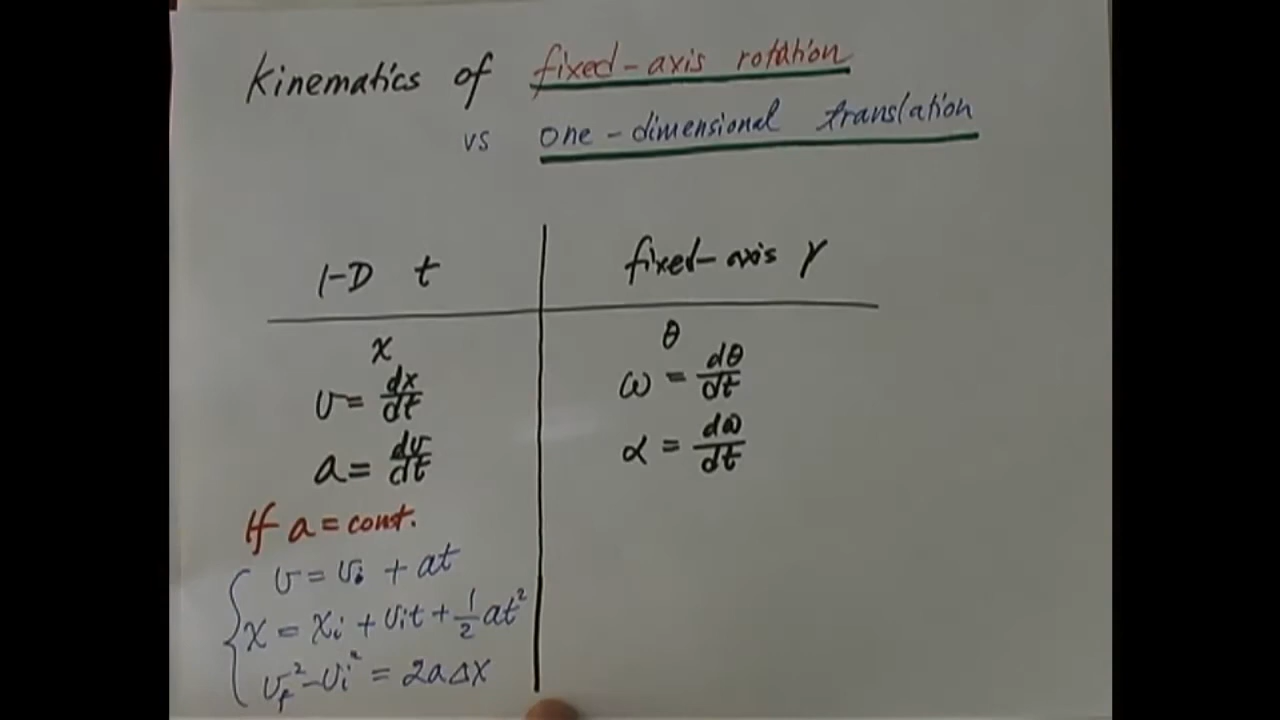 Kinematics of fixed-axis rotation
vs one-dimensional translation
1-D t
fixed-axis r
x
θ
v = dx/dt
ω = dθ/dt
a = dv/dt
α = dω/dt
If a = const.
v = vi + at
x = xi + vit + 1/2 at²
vf² - vi² = 2aΔx